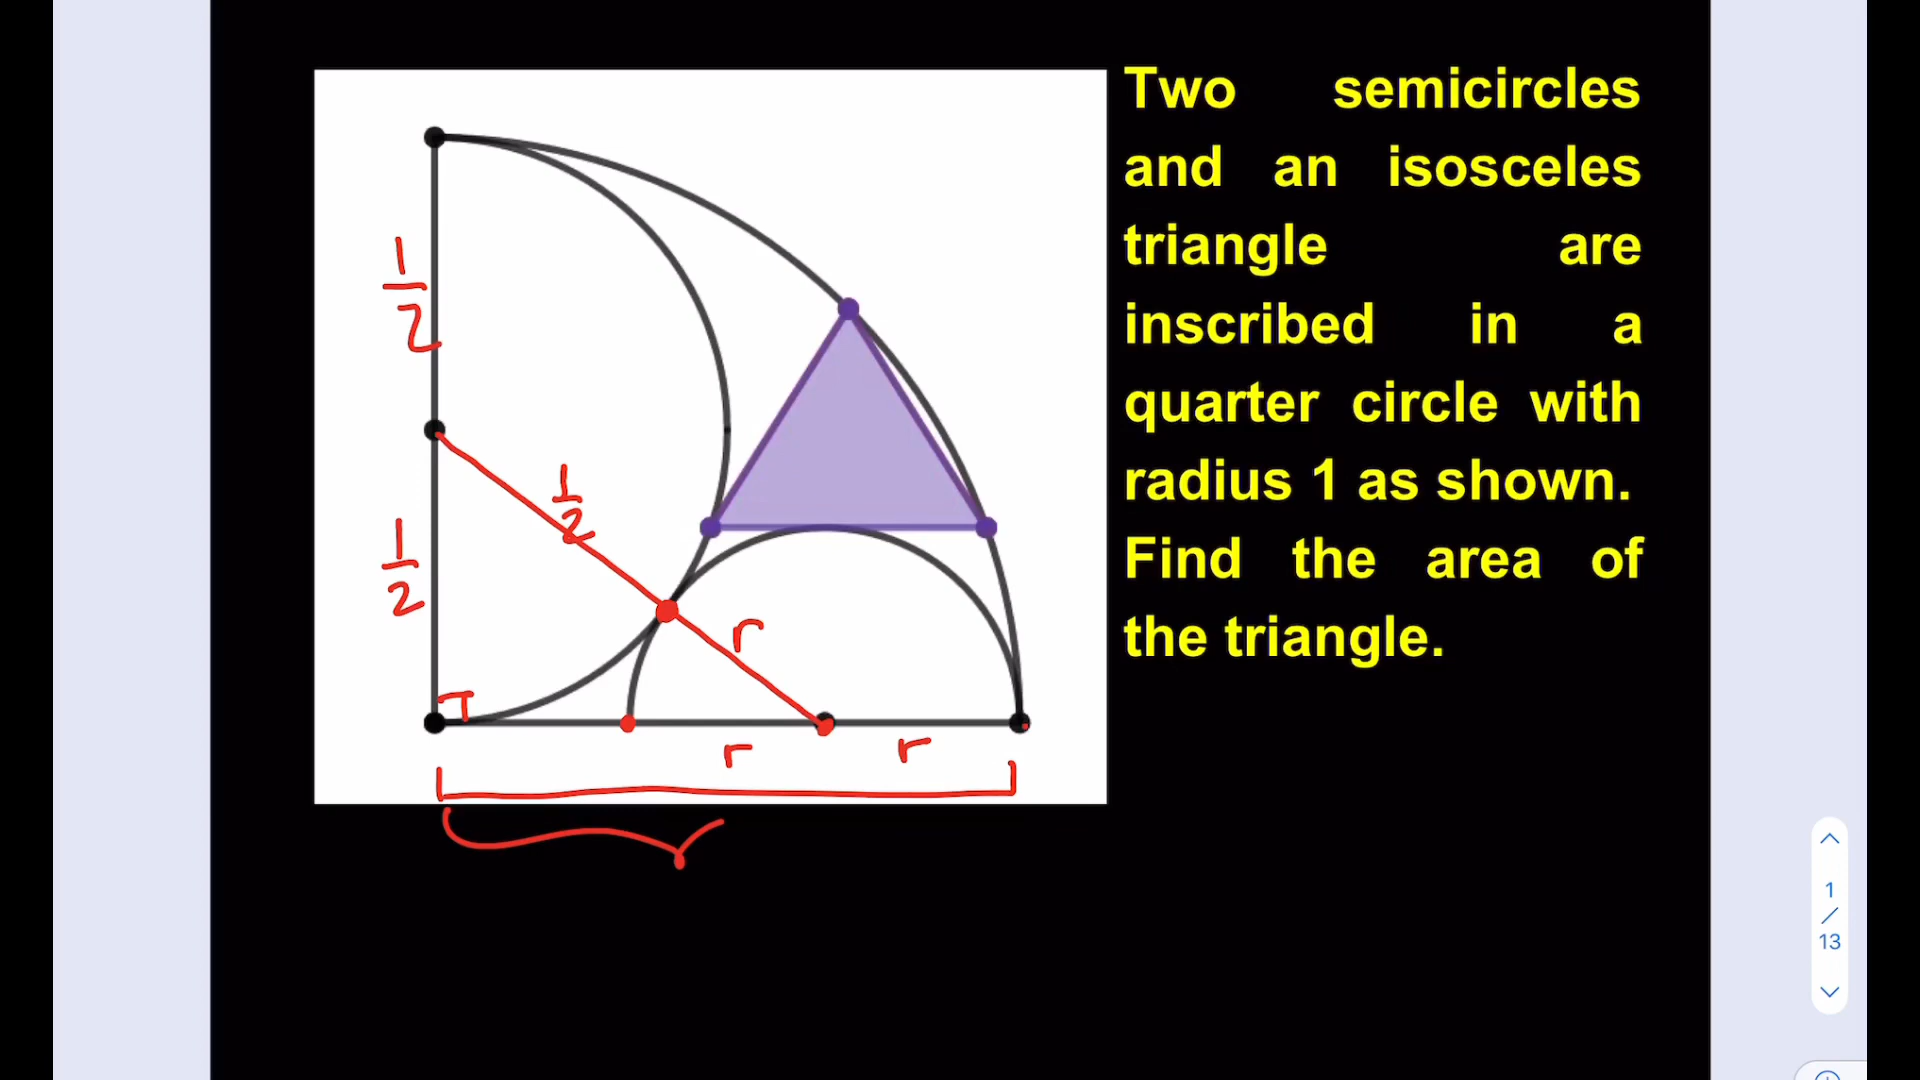 Two semicircles
and an isosceles
triangle are
inscribed in a
quarter circle with
radius 1 as shown.
Find the area of
the triangle.
1/2
1/2
1/2
r
r
r
1
/
13